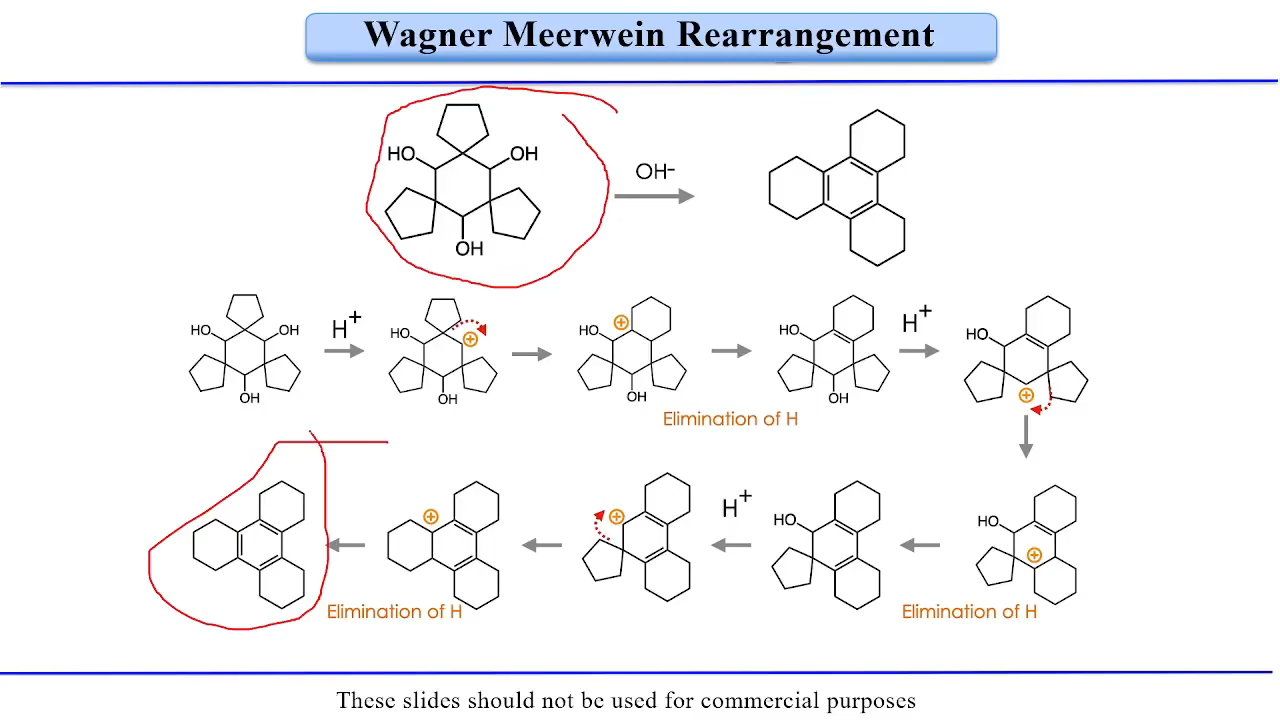 Wagner Meerwein Rearrangement
HO OH
OH
OH-
HO OH
OH
H+
HO
+
OH
+
HO
OH
HO
OH
H+
HO
+
Elimination of H
HO
+
Elimination of H
HO
H+
+
+
Elimination of H
These slides should not be used for commercial purposes